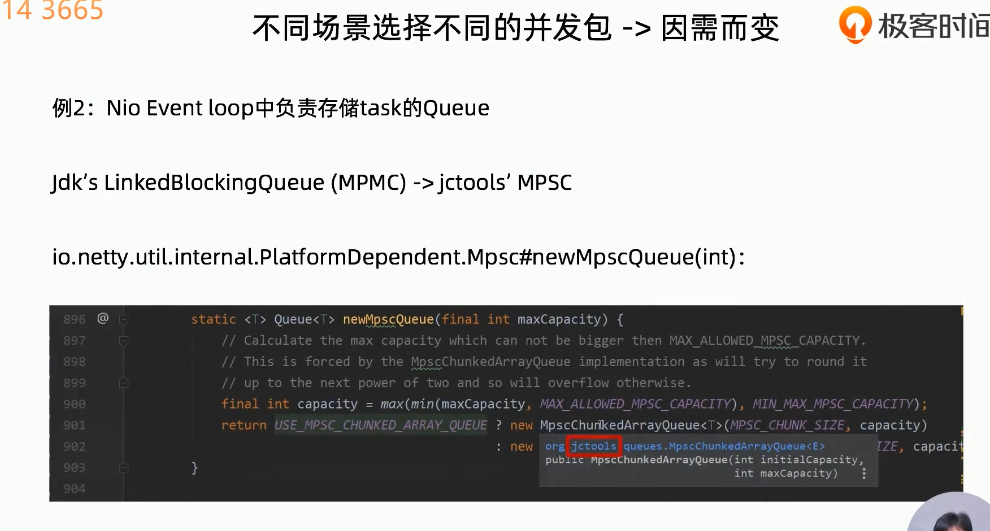 14 3665
不同场景选择不同的并发包 -> 因需而变
极客时间
例2：Nio Event loop中负责存储task的Queue
Jdk's LinkedBlockingQueue (MPMC) -> jctools' MPSC
io.netty.util.internal.PlatformDependent.Mpsc#newMpscQueue(int)：
896 @ static <T> Queue<T> newMpscQueue(final int maxCapacity) {
897 // Calculate the max capacity which can not be bigger then MAX_ALLOWED_MPSC_CAPACITY.
898 // This is forced by the MpscChunkedArrayQueue implementation as will try to round it
899 // up to the next power of two and so will overflow otherwise.
900 final int capacity = max(min(maxCapacity, MAX_ALLOWED_MPSC_CAPACITY), MIN_MAX_MPSC_CAPACITY);
901 return USE_MPSC_CHUNKED_ARRAY_QUEUE ? new MpscChunkedArrayQueue<T>(MPSC_CHUNK_SIZE, capacity)
902 : new org.jctools.queues.MpscChunkedArrayQueue<E> IZE, capacit
public MpscChunkedArrayQueue(int initialCapacity,
int maxCapacity)
903 }
904